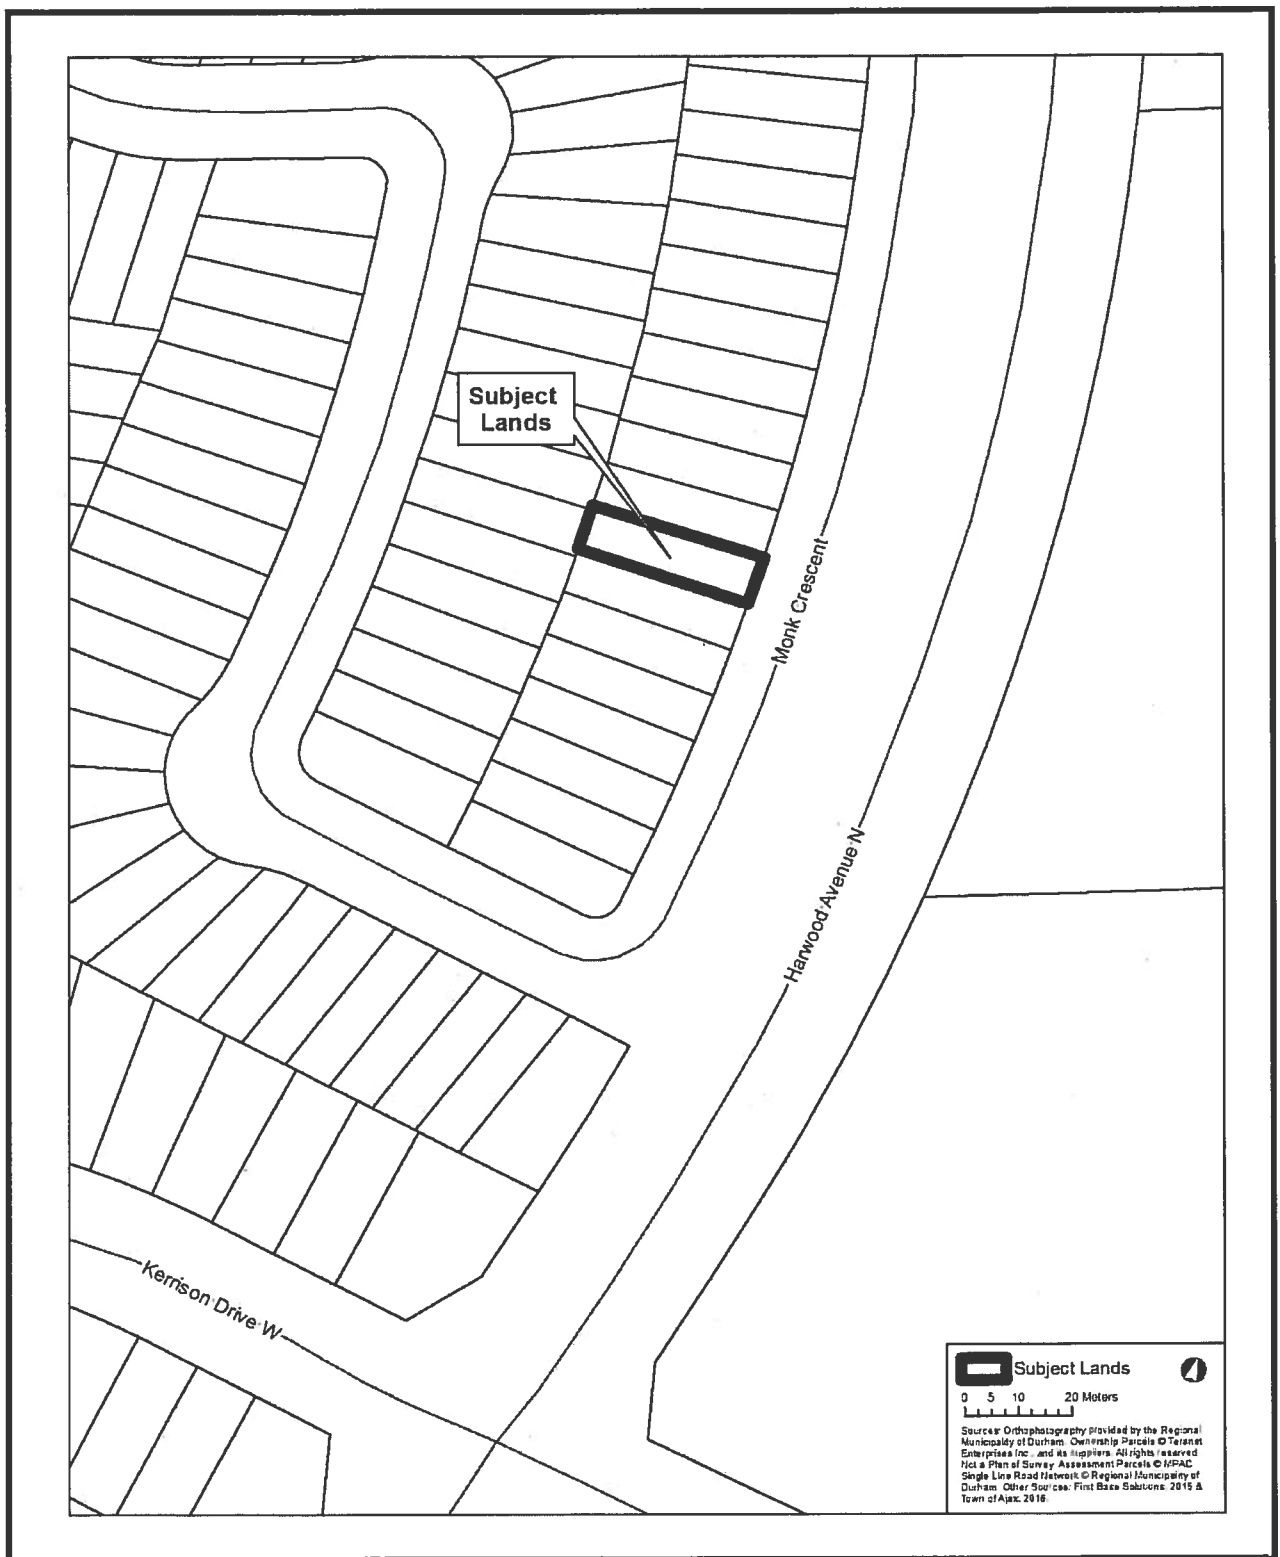 Subject
Lands
Monk Crescent
Harwood Avenue N
Kerrison Drive W
Subject Lands
0 5 10 20 Meters
Sources: Orthophotography provided by the Regional
Municipality of Durham. Ownership Parcels © Teranet
Enterprises Inc. and its suppliers. All rights reserved.
Not a Plan of Survey. Assessment Parcels © MPAC
Single Line Road Network © Regional Municipality of
Durham. Other Sources: First Base Solutions, 2015 &
Town of Ajax, 2016.